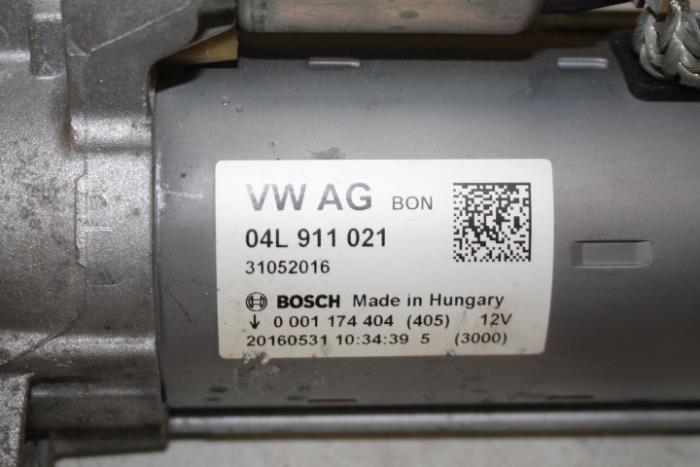 VW AG BON
04L 911 021
31052016
BOSCH Made in Hungary
↓ 0 001 174 404 (405) 12V
20160531 10:34:39 5 (3000)